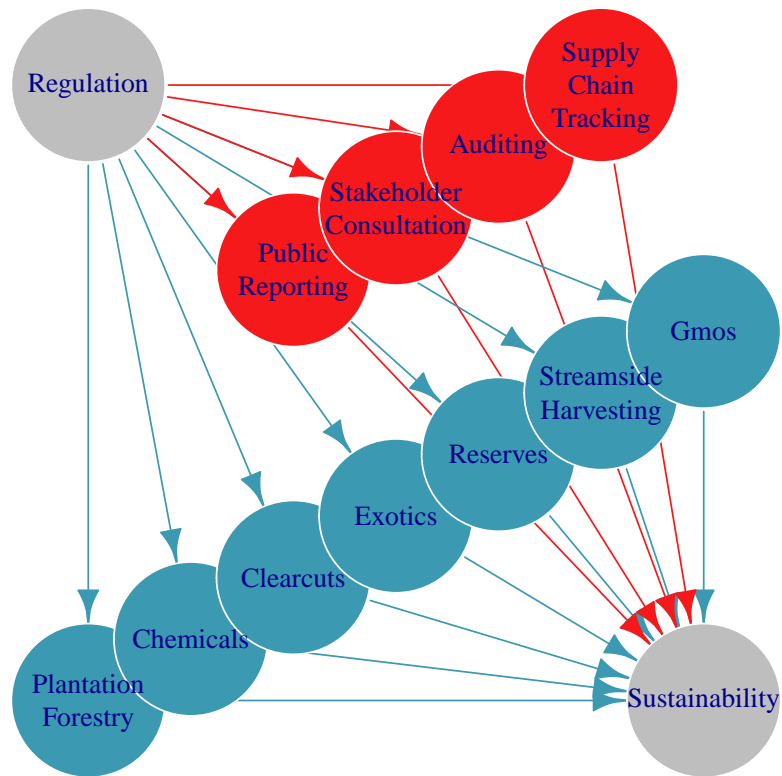 Regulation
Supply
Chain
Tracking
Auditing
Stakeholder
Consultation
Public
Reporting
Gmos
Streamside
Harvesting
Reserves
Exotics
Clearcuts
Chemicals
Plantation
Forestry
Sustainability